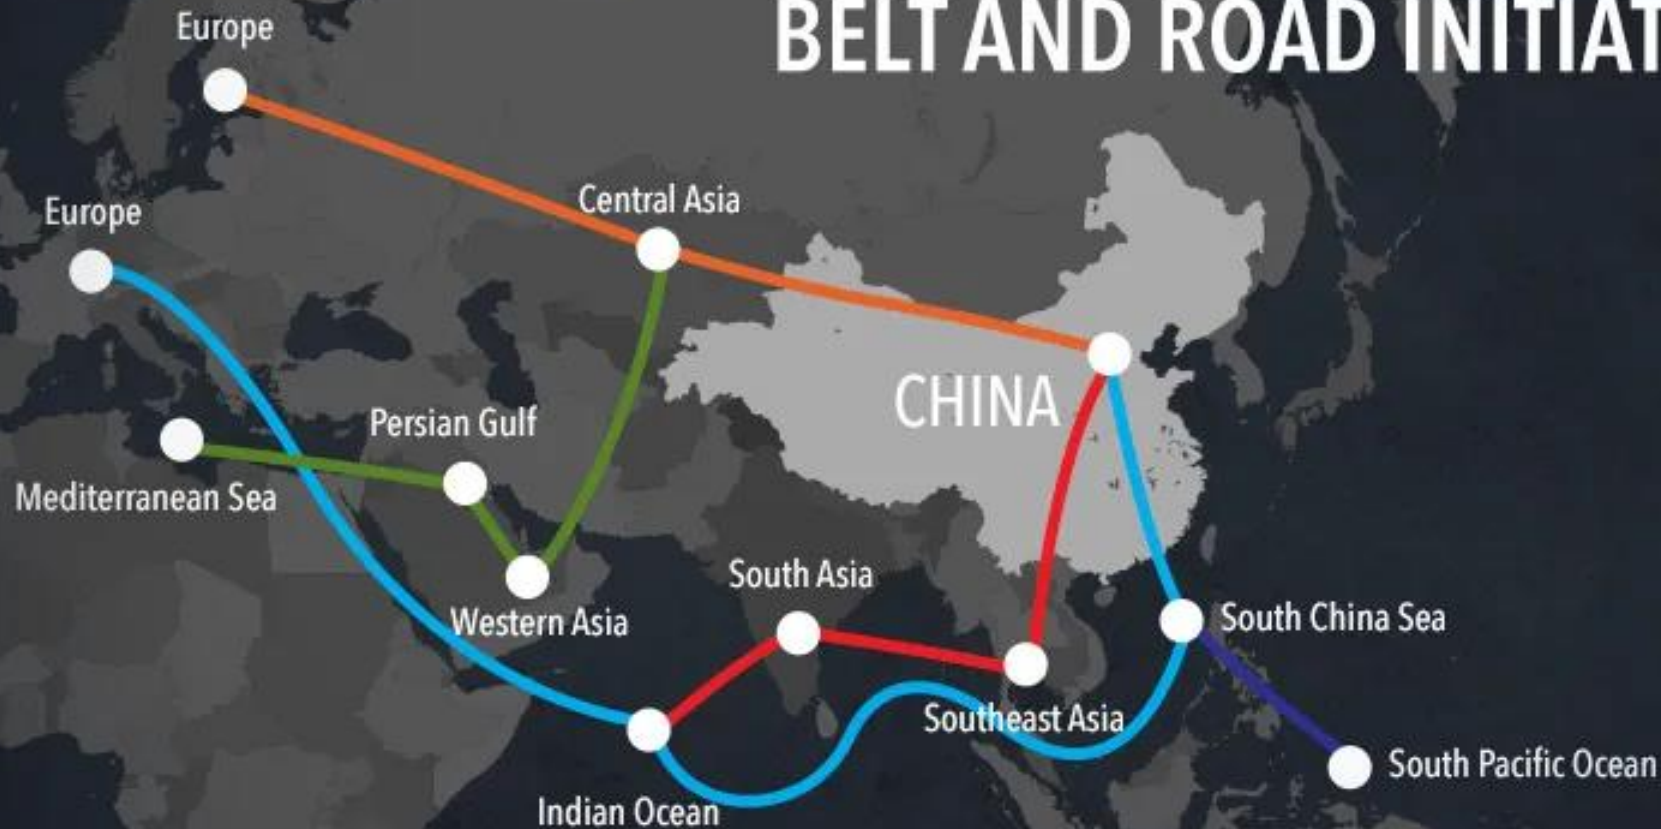 Europe
BELT AND ROAD INITIAT
Central Asia
Europe
CHINA
Persian Gulf
Mediterranean Sea
South Asia
Western Asia
South China Sea
Southeast Asia
South Pacific Ocean
Indian Ocean